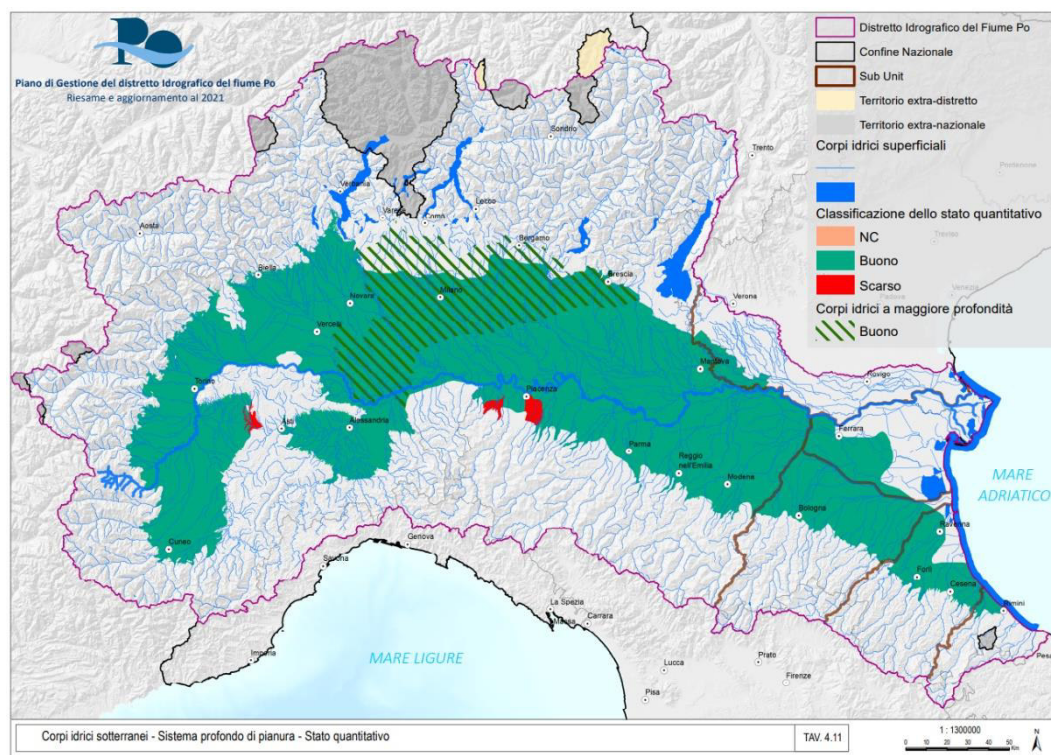 Po
Piano di Gestione del distretto Idrografico del fiume Po
Riesame e aggiornamento al 2021
Distretto Idrografico del Fiume Po
Confine Nazionale
Sub Unit
Territorio extra-distretto
Territorio extra-nazionale
Corpi idrici superficiali
Classificazione dello stato quantitativo
NC
Buono
Scarso
Corpi idrici a maggiore profondità
Buono
Sondrio
Trento
Pordenone
Verbania
Lecco
Varese
Como
Aosta
Bergamo
Treviso
Biella
Brescia
Milano
Novara
Verona
Padova
Venezia
Vercelli
Mantova
Rovigo
Torino
Piacenza
Asti
Alessandria
Ferrara
Parma
Reggio
nell'Emilia
Modena
MARE
ADRIATICO
Bologna
Ravenna
Cuneo
Genova
Forlì
Savona
Cesena
Rimini
La Spezia
Carrara
Massa
Imperia
MARE LIGURE
Prato
Lucca
Firenze
Pisa
Corpi idrici sotterranei - Sistema profondo di pianura - Stato quantitativo
TAV. 4.11
1 : 1300000
0 10 20 30 40 50
Km
N